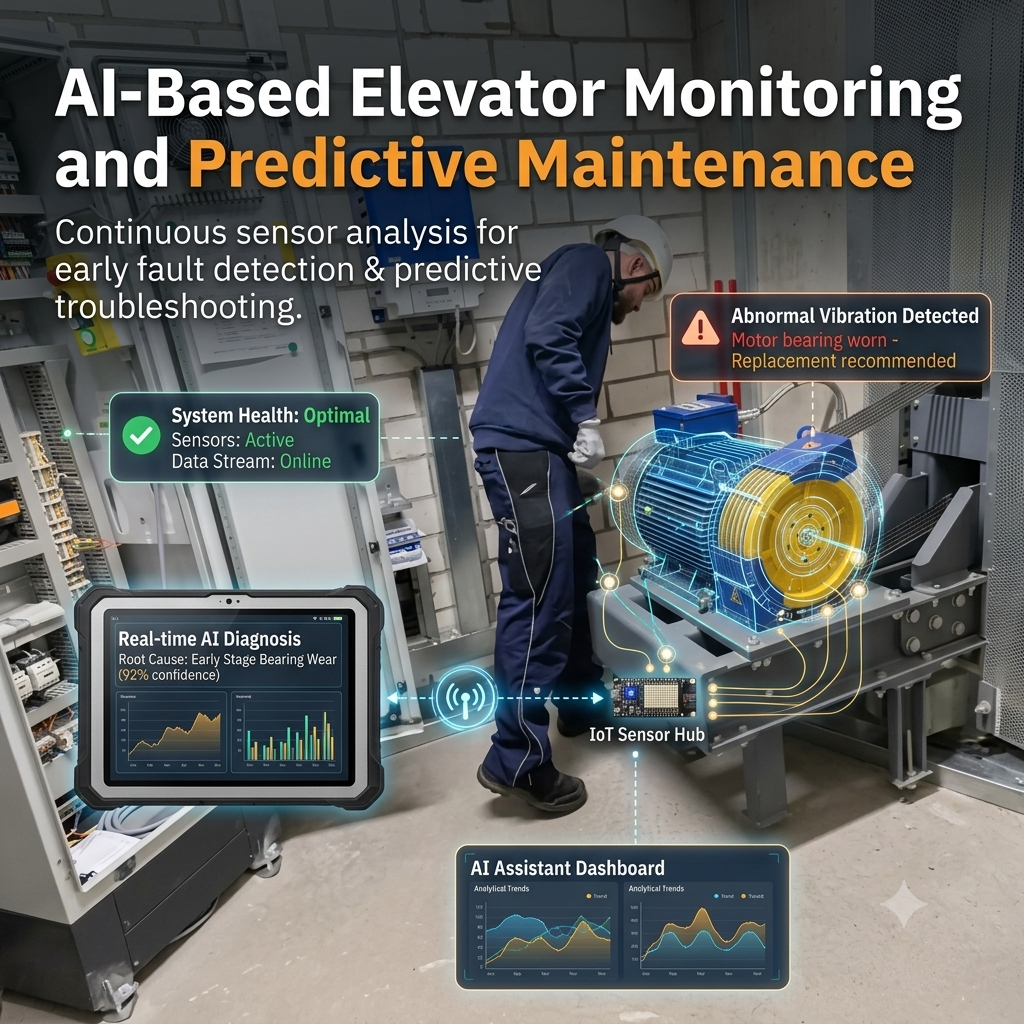 AI-Based Elevator Monitoring
and Predictive Maintenance
Continuous sensor analysis for
early fault detection & predictive
troubleshooting.
Abnormal Vibration Detected
Motor bearing worn -
Replacement recommended
System Health: Optimal
Sensors: Active
Data Stream: Online
Real-time AI Diagnosis
Root Cause: Early Stage Bearing Wear
(92% confidence)
IoT Sensor Hub
AI Assistant Dashboard
Analytical Trends
Trend
Analytical Trends
Trend